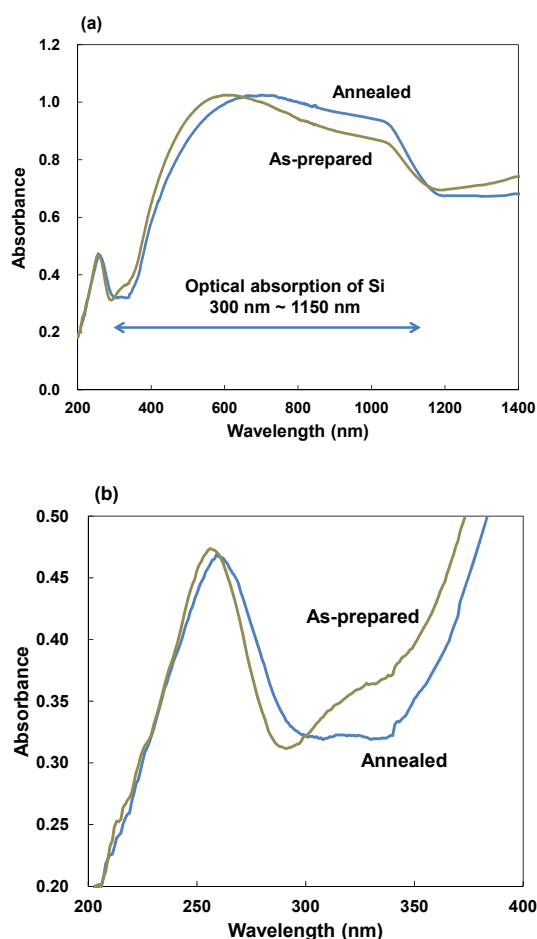 (a)
1.2
1.0
0.8
0.6
0.4
0.2
0.0
Absorbance
Annealed
As-prepared
Optical absorption of Si
300 nm ~ 1150 nm
200 400 600 800 1000 1200 1400
Wavelength (nm)
(b)
0.50
0.45
0.40
0.35
0.30
0.25
0.20
Absorbance
As-prepared
Annealed
200 250 300 350 400
Wavelength (nm)